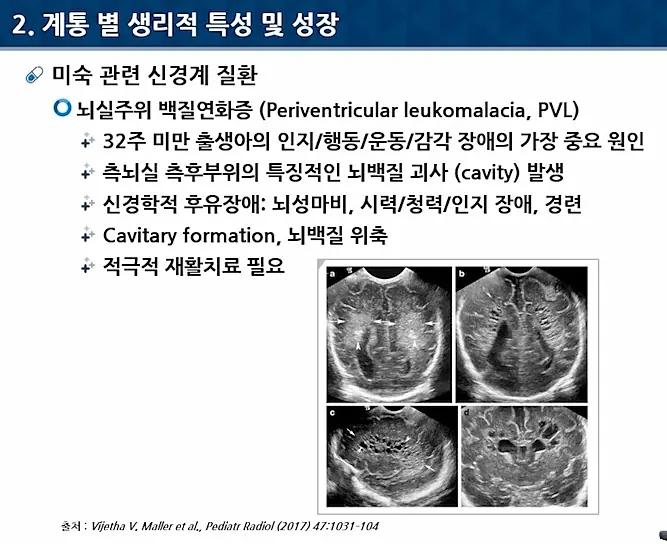 2. 계통 별 생리적 특성 및 성장
미숙 관련 신경계 질환
뇌실주위 백질연화증 (Periventricular leukomalacia, PVL)
32주 미만 출생아의 인지/행동/운동/감각 장애의 가장 중요 원인
측뇌실 측후부위의 특징적인 뇌백질 괴사 (cavity) 발생
신경학적 후유장애: 뇌성마비, 시력/청력/인지 장애, 경련
Cavitary formation, 뇌백질 위축
적극적 재활치료 필요
a
b
c
d
출처 : Vijetha V. Maller et al., Pediatr Radiol (2017) 47:1031-104